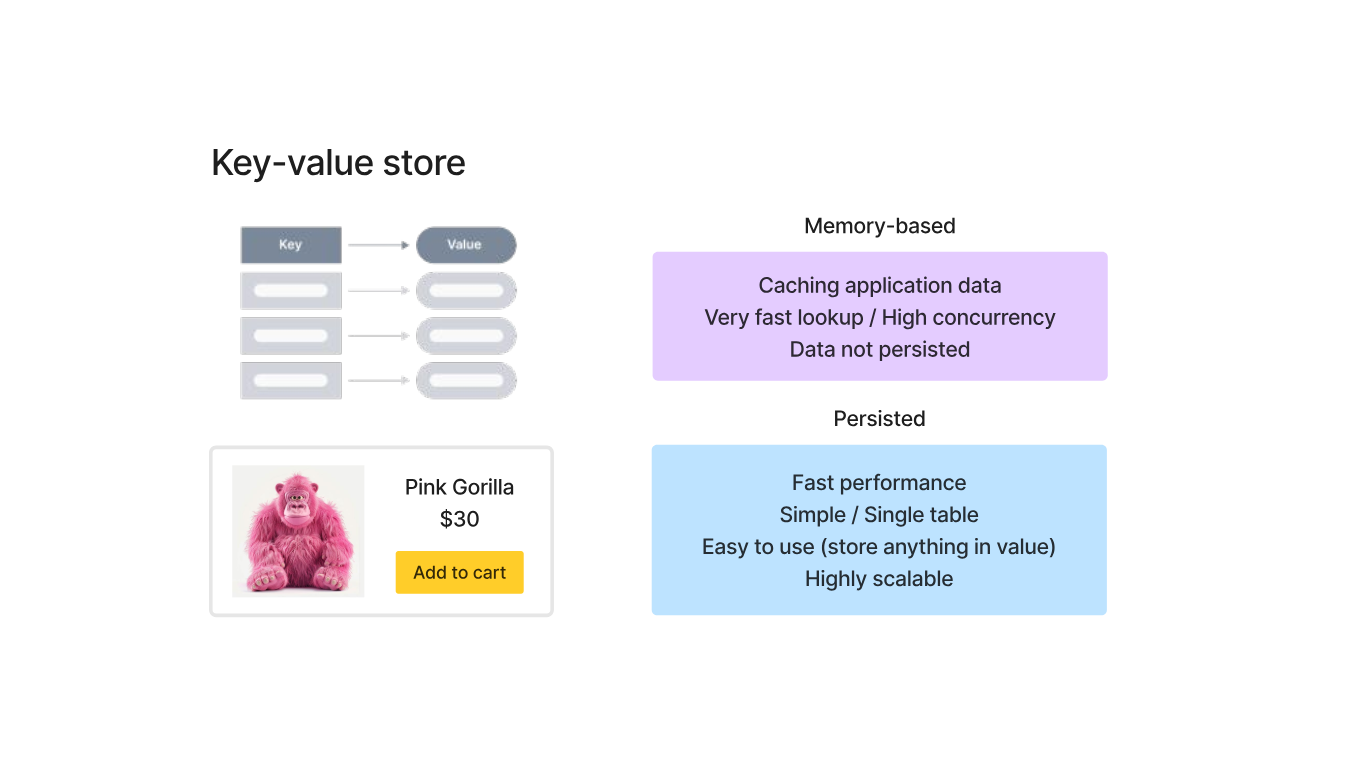 Key-value store
Key
Value
Pink Gorilla
$30
Add to cart
Memory-based
Caching application data
Very fast lookup / High concurrency
Data not persisted
Persisted
Fast performance
Simple / Single table
Easy to use (store anything in value)
Highly scalable